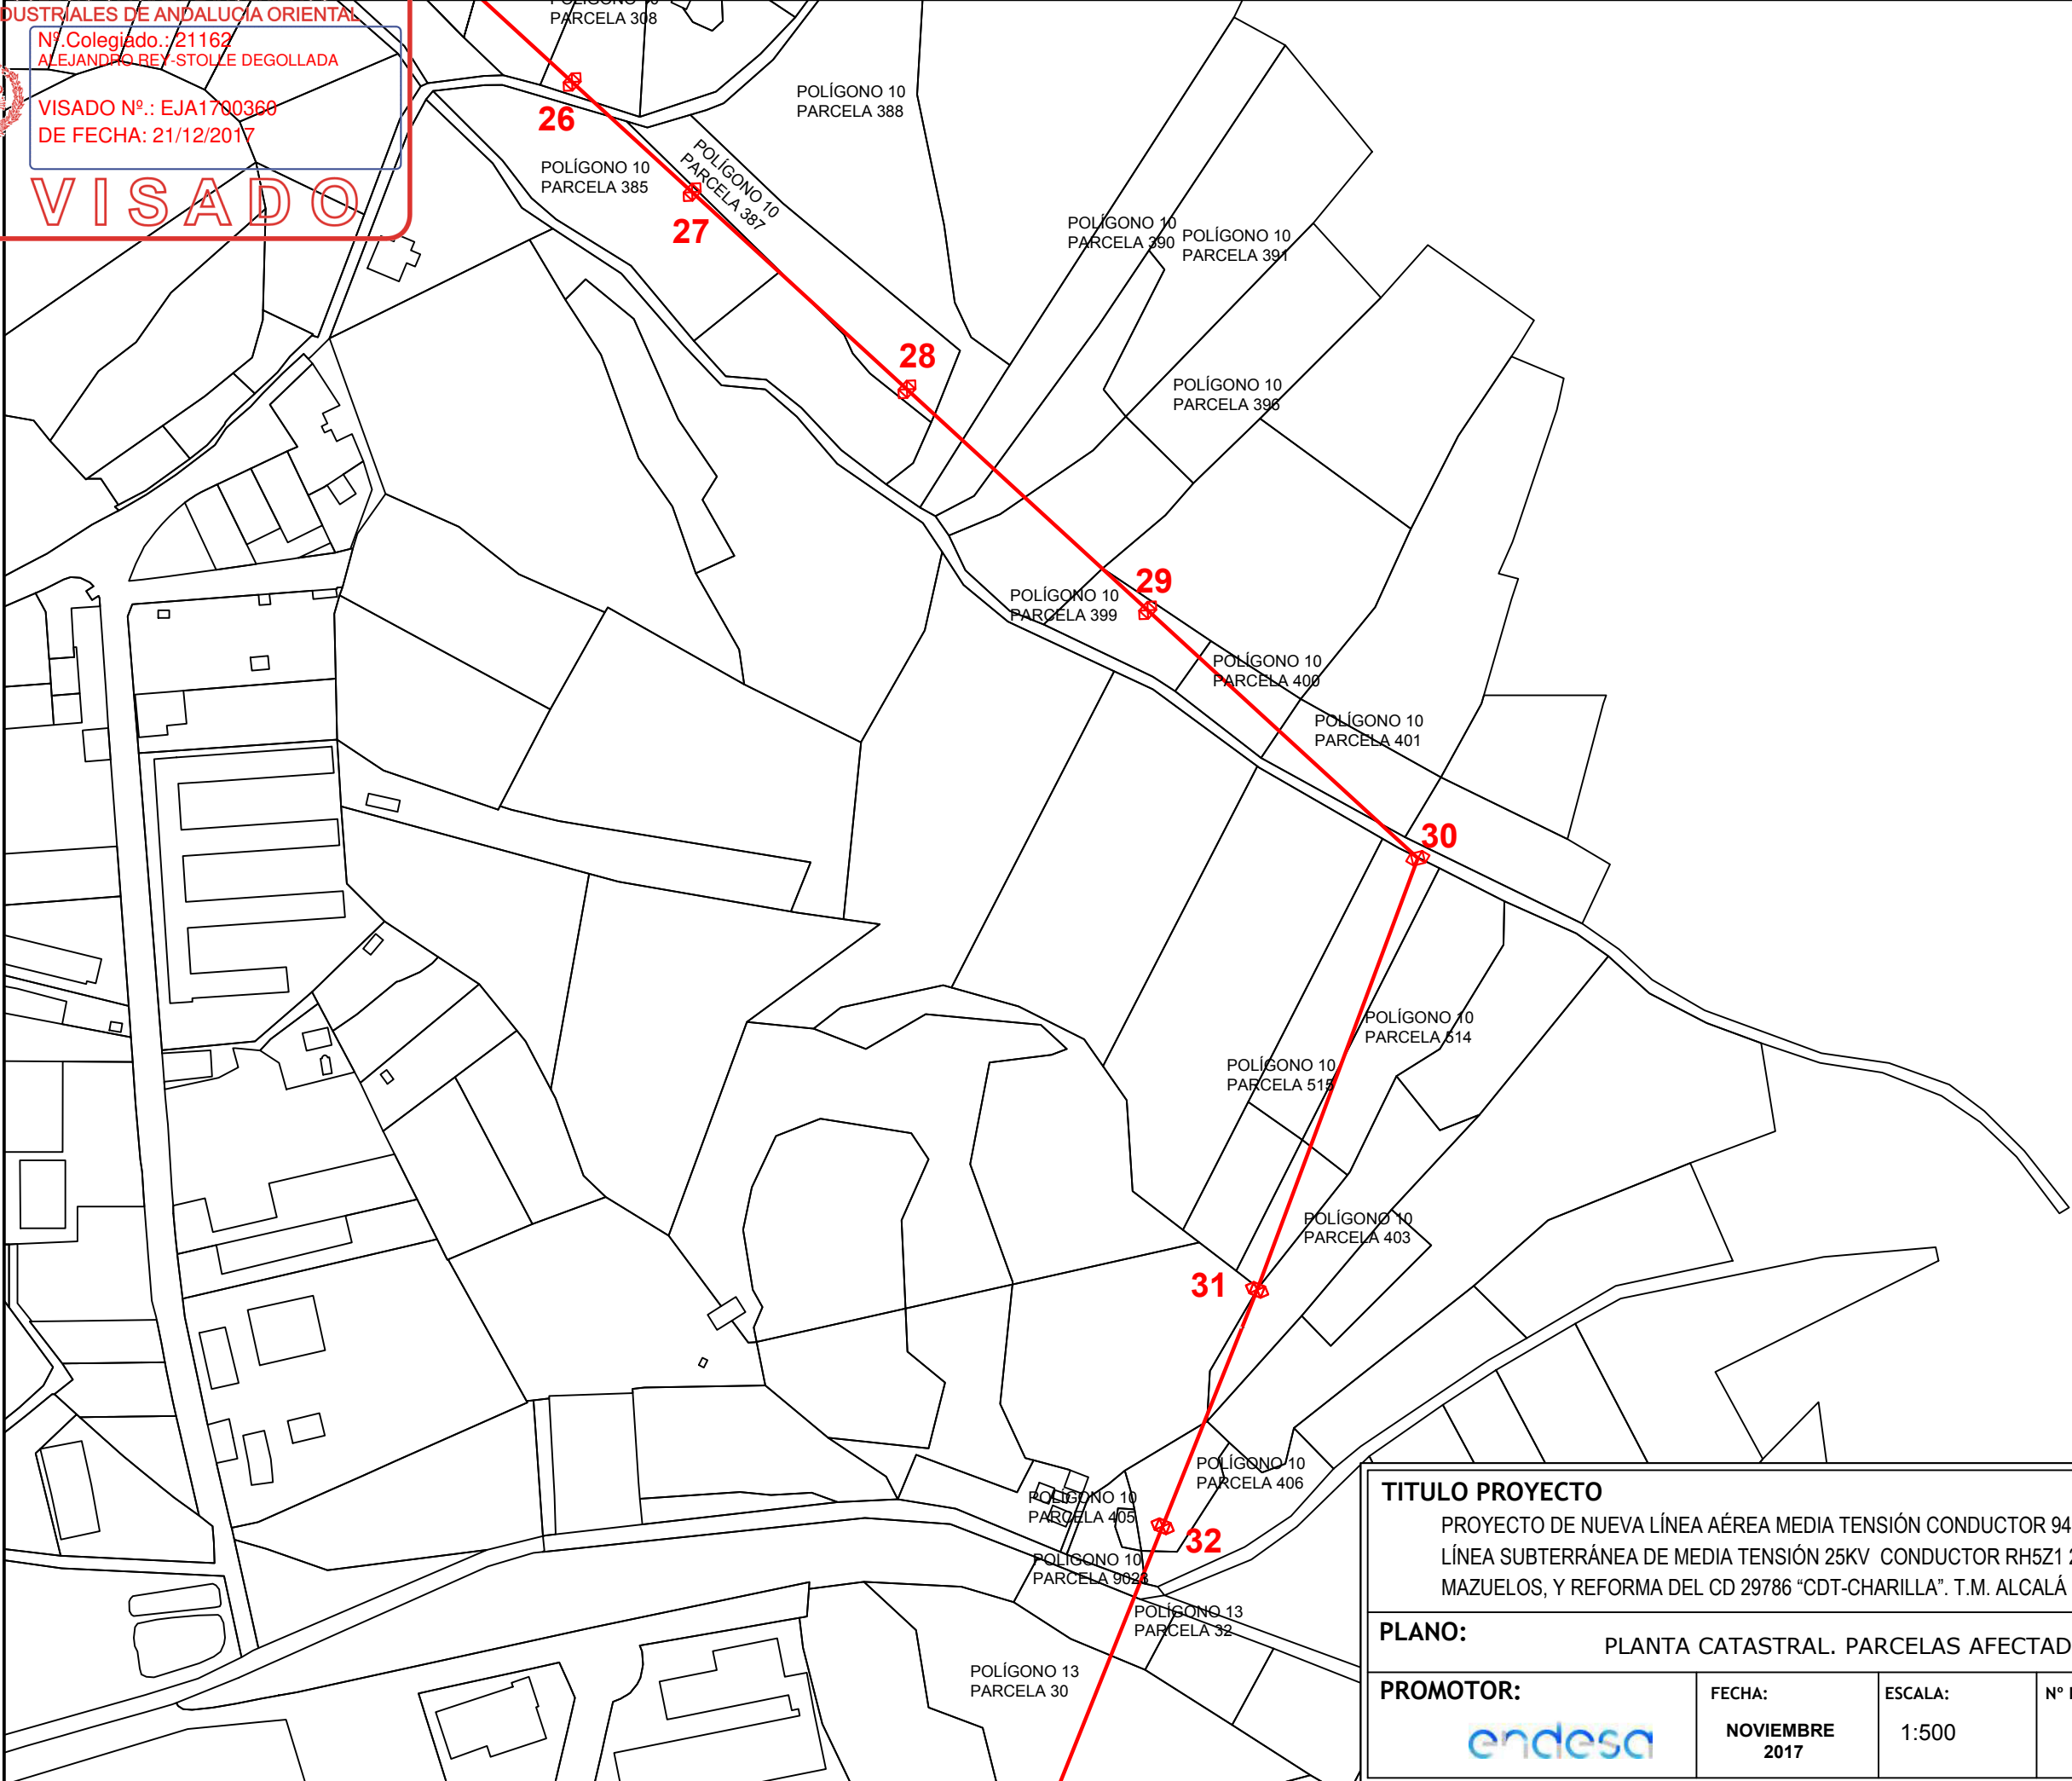 DUSTRIALES DE ANDALUCÍA ORIENTAL
Nº.Colegiado.: 21162
ALEJANDRO REY-STOLLE DEGOLLADA
VISADO Nº.: EJA1700360
DE FECHA: 21/12/2017
VISADO
PARCELA 308
26
POLÍGONO 10
PARCELA 388
POLÍGONO 10
PARCELA 385
POLÍGONO 10
PARCELA 387
27
POLÍGONO 10
PARCELA 390
POLÍGONO 10
PARCELA 391
28
POLÍGONO 10
PARCELA 396
29
POLÍGONO 10
PARCELA 399
POLÍGONO 10
PARCELA 400
POLÍGONO 10
PARCELA 401
30
POLÍGONO 10
PARCELA 514
POLÍGONO 10
PARCELA 515
POLÍGONO 10
PARCELA 403
31
POLÍGONO 10
PARCELA 406
POLÍGONO 10
PARCELA 405
32
POLÍGONO 10
PARCELA 9023
POLÍGONO 13
PARCELA 32
POLÍGONO 13
PARCELA 30
TITULO PROYECTO
PROYECTO DE NUEVA LÍNEA AÉREA MEDIA TENSIÓN CONDUCTOR 94
LÍNEA SUBTERRÁNEA DE MEDIA TENSIÓN 25KV CONDUCTOR RH5Z1
MAZUELOS, Y REFORMA DEL CD 29786 “CDT-CHARILLA”. T.M. ALCALÁ
PLANO:
PLANTA CATASTRAL. PARCELAS AFECTAD
PROMOTOR:
endesa
FECHA:
NOVIEMBRE
2017
ESCALA:
1:500
Nº